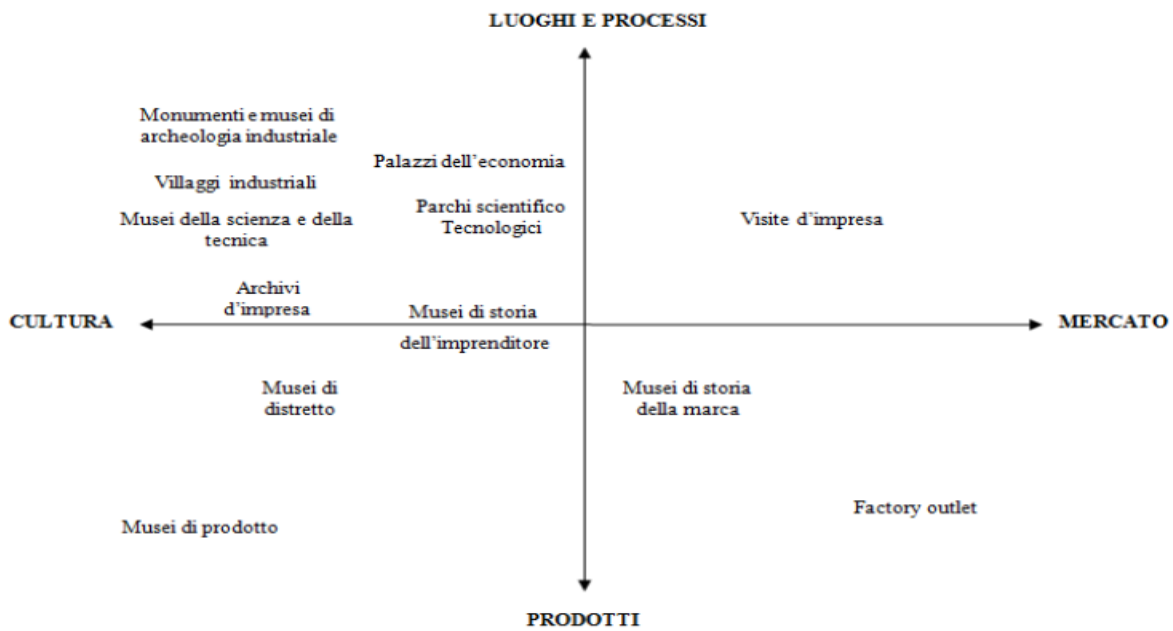 LUOGHI E PROCESSI
Monumenti e musei di
archeologia industriale
Palazzi dell'economia
Villaggi industriali
Parchi scientifico
Tecnologici
Musei della scienza e della
tecnica
Visite d'impresa
Archivi
d'impresa
Musei di storia
dell'imprenditore
CULTURA
MERCATO
Musei di
distretto
Musei di storia
della marca
Factory outlet
Musei di prodotto
PRODOTTI